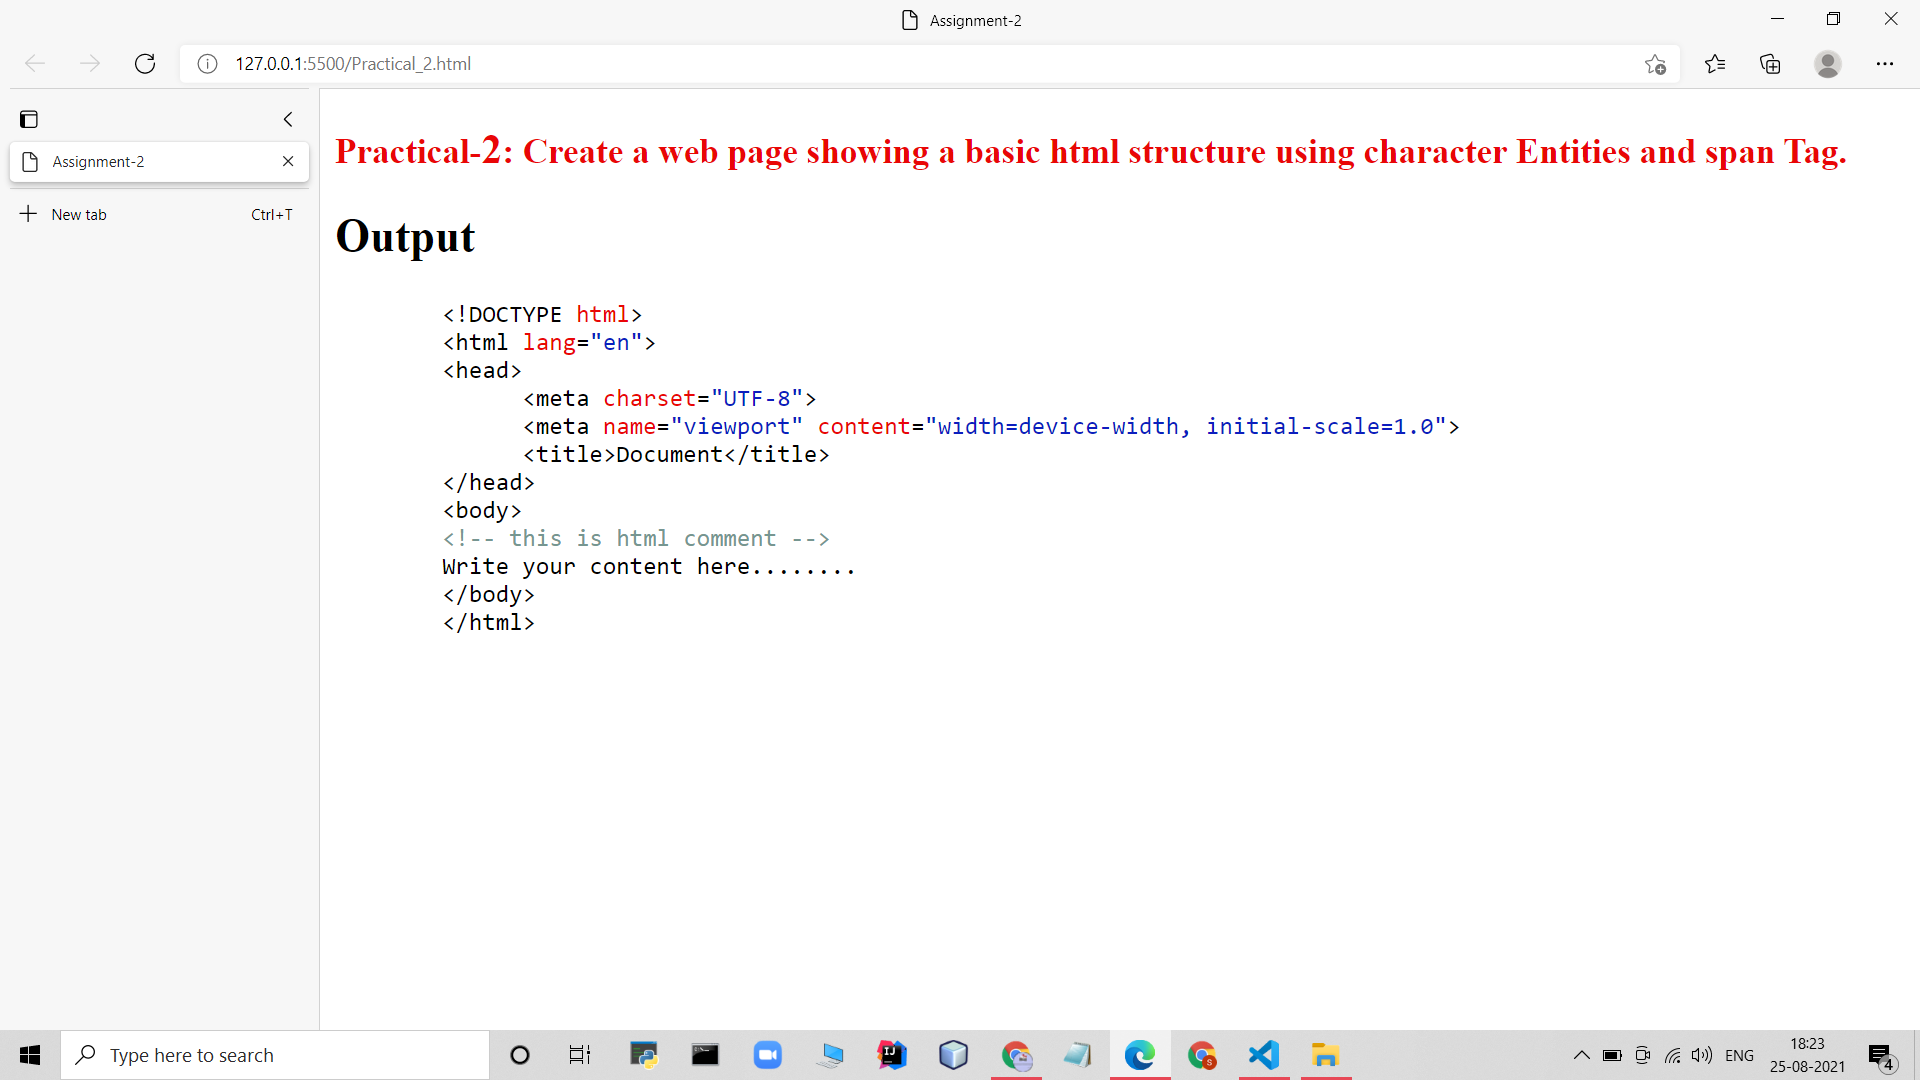 Assignment-2
127.0.0.1:5500/Practical_2.html
Assignment-2
New tab Ctrl+T
Practical-2: Create a web page showing a basic html structure using character Entities and span Tag.
Output
<!DOCTYPE html>
<html lang="en">
<head>
<meta charset="UTF-8">
<meta name="viewport" content="width=device-width, initial-scale=1.0">
<title>Document</title>
</head>
<body>
<!-- this is html comment -->
Write your content here........
</body>
</html>
Type here to search
IJ
S
ENG
18:23
25-08-2021
4